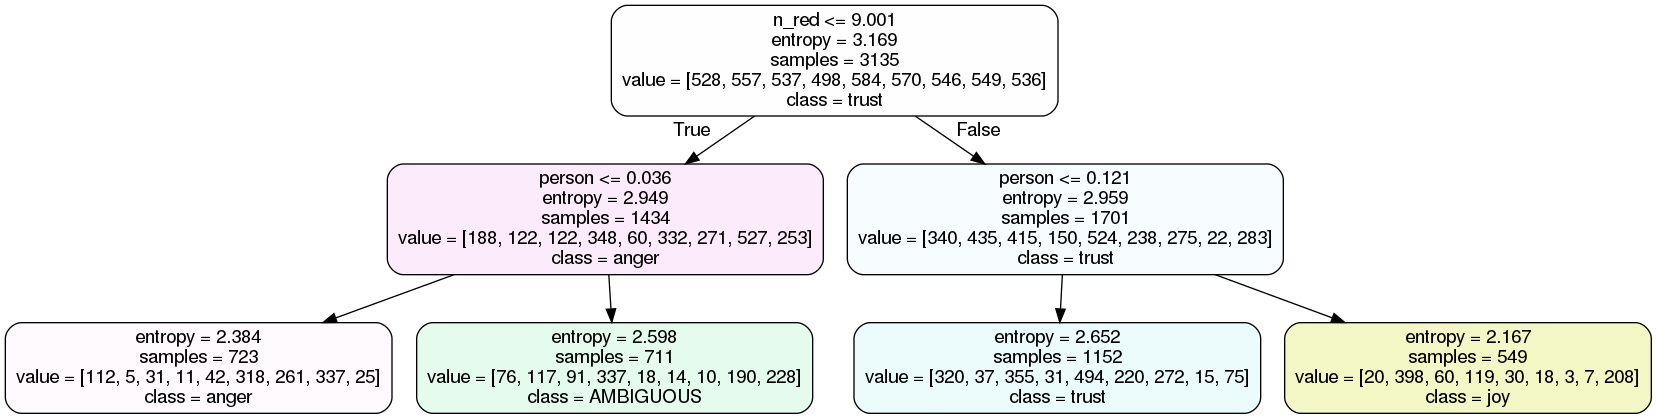 n_red <= 9.001
entropy = 3.169
samples = 3135
value = [528, 557, 537, 498, 584, 570, 546, 549, 536]
class = trust
True
False
person <= 0.036
entropy = 2.949
samples = 1434
value = [188, 122, 122, 348, 60, 332, 271, 527, 253]
class = anger
person <= 0.121
entropy = 2.959
samples = 1701
value = [340, 435, 415, 150, 524, 238, 275, 22, 283]
class = trust
entropy = 2.384
samples = 723
value = [112, 5, 31, 11, 42, 318, 261, 337, 25]
class = anger
entropy = 2.598
samples = 711
value = [76, 117, 91, 337, 18, 14, 10, 190, 228]
class = AMBIGUOUS
entropy = 2.652
samples = 1152
value = [320, 37, 355, 31, 494, 220, 272, 15, 75]
class = trust
entropy = 2.167
samples = 549
value = [20, 398, 60, 119, 30, 18, 3, 7, 208]
class = joy